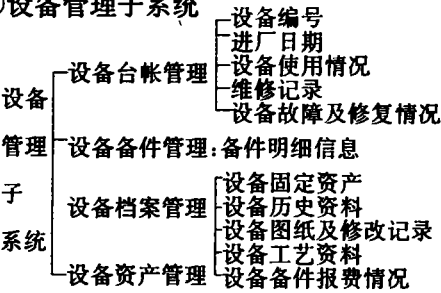 设备管理子系统
设备编号
进厂日期
设备台帐管理
设备使用情况
维修记录
设备故障及修复情况
设备
管理
子
系统
设备备件管理：备件明细信息
设备固定资产
设备档案管理
设备历史资料
设备图纸及修改记录
设备工艺资料
设备资产管理
设备备件报费情况